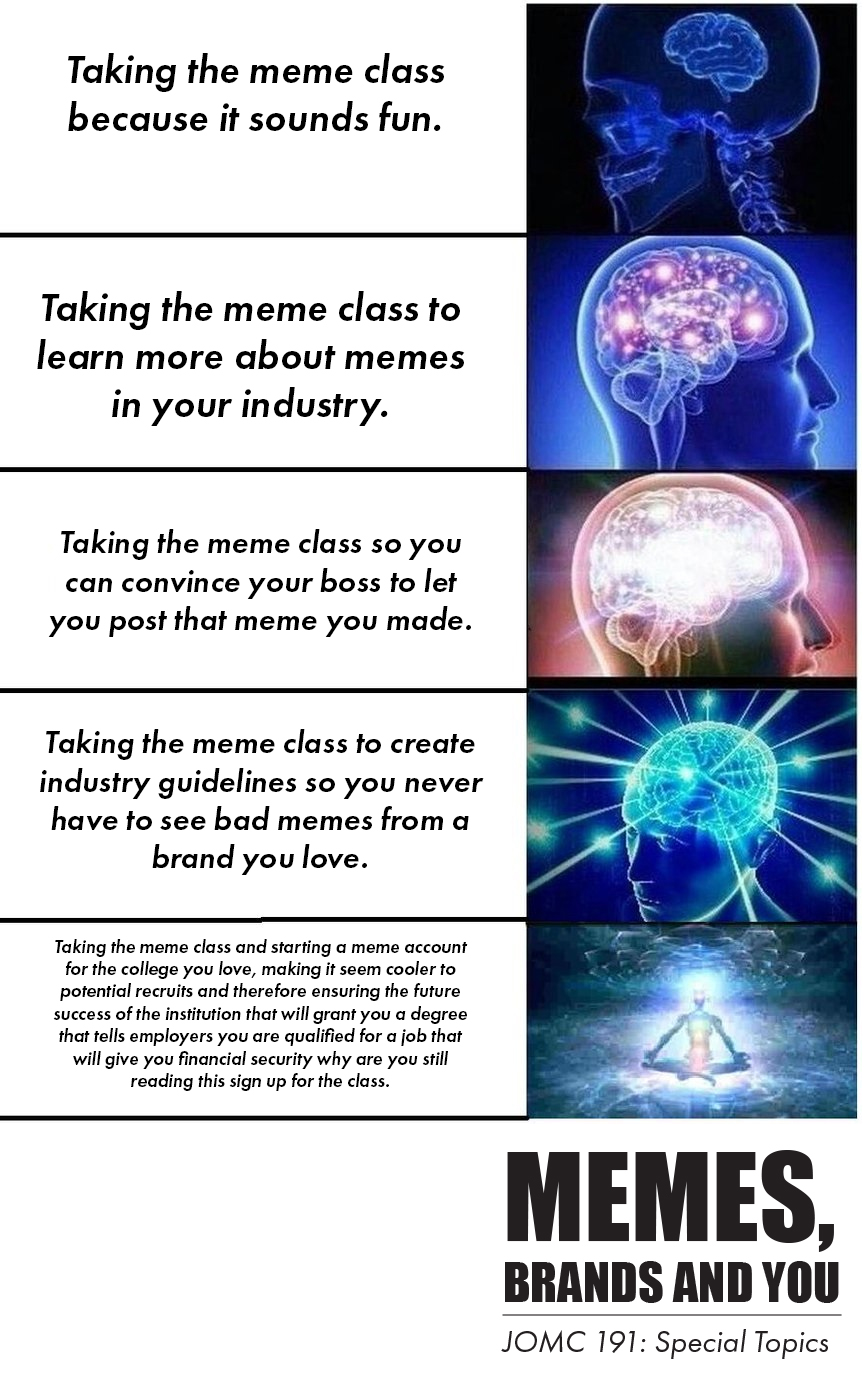 Taking the meme class
because it sounds fun.
Taking the meme class to
learn more about memes
in your industry.
Taking the meme class so you
can convince your boss to let
you post that meme you made.
Taking the meme class to create
industry guidelines so you never
have to see bad memes from a
brand you love.
Taking the meme class and starting a meme account
for the college you love, making it seem cooler to
potential recruits and therefore ensuring the future
success of the institution that will grant you a degree
that tells employers you are qualified for a job that
will give you financial security why are you still
reading this sign up for the class.
MEMES,
BRANDS AND YOU
JOMC 191: Special Topics